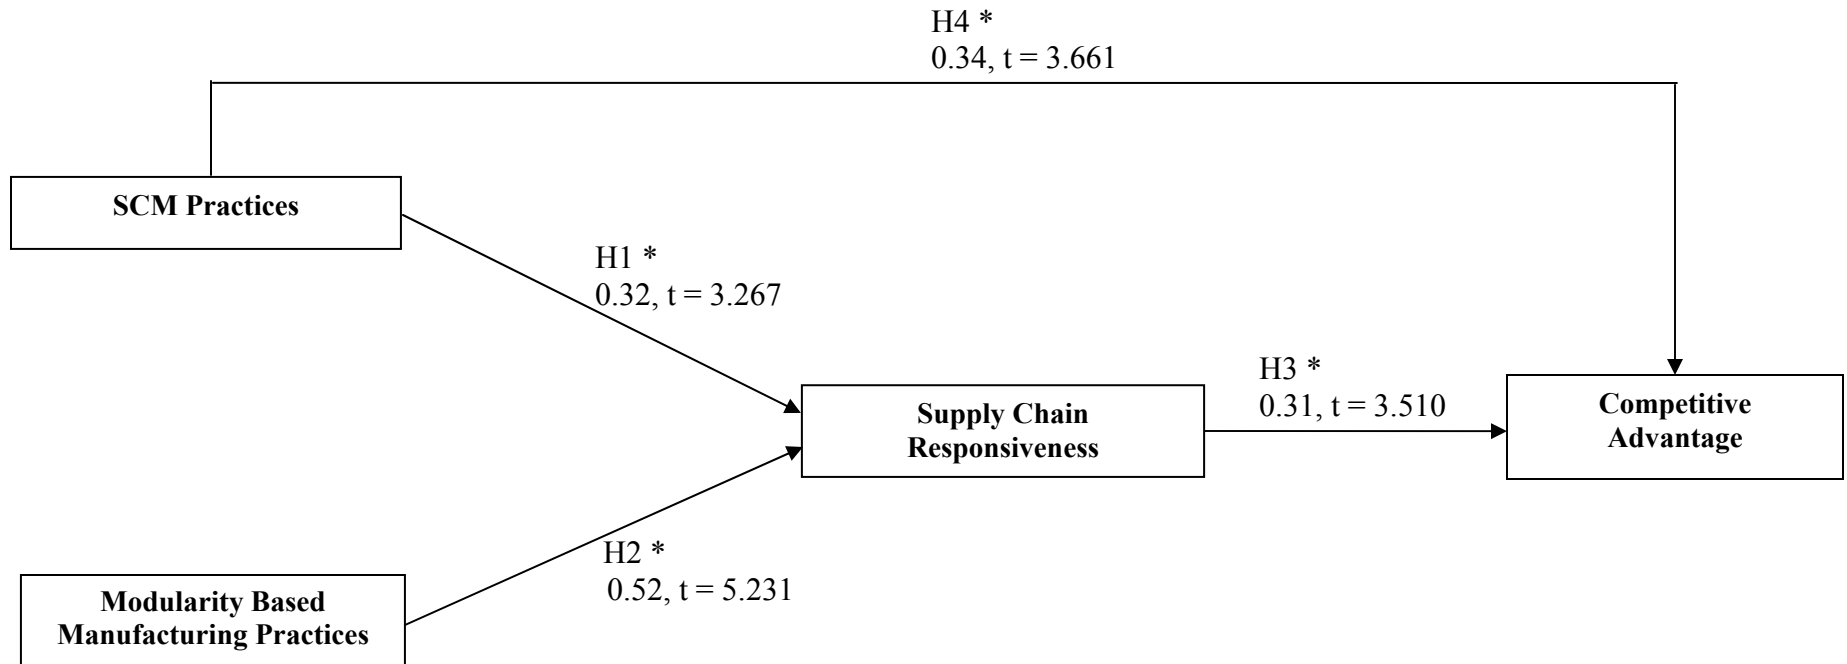 H4 *
0.34, t = 3.661
SCM Practices
H1 *
0.32, t = 3.267
H3 *
0.31, t = 3.510
Supply Chain
Responsiveness
Competitive
Advantage
H2 *
0.52, t = 5.231
Modularity Based
Manufacturing Practices